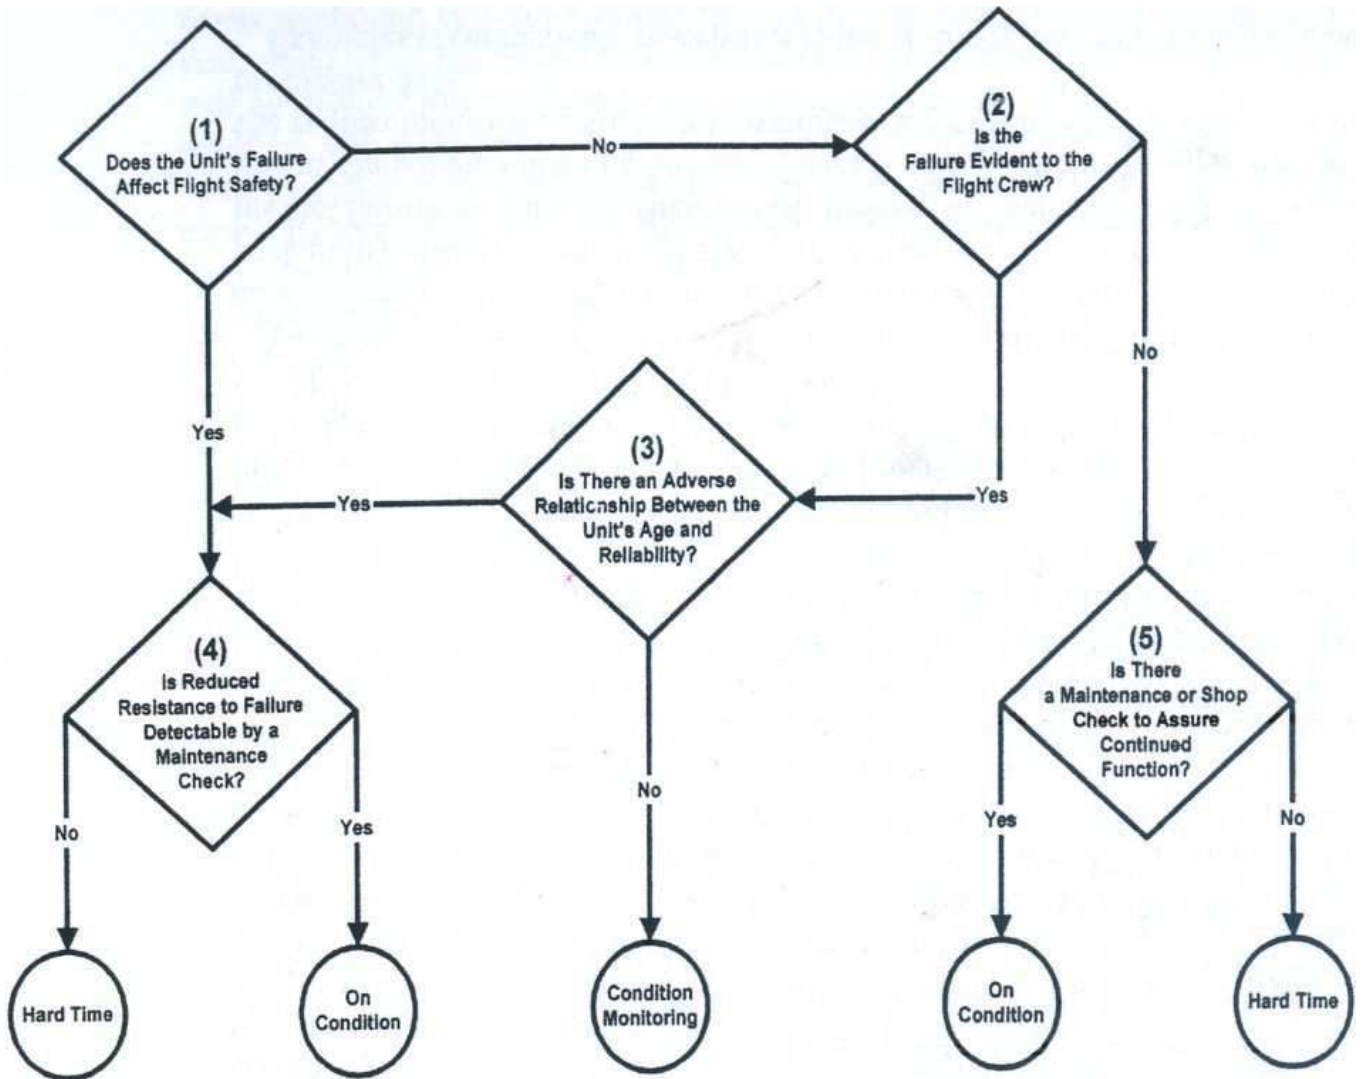 (1)
Does the Unit's Failure
Affect Flight Safety?
No
(2)
Is the
Failure Evident to the
Flight Crew?
No
Yes
(3)
Is There an Adverse
Relationship Between the
Unit's Age and
Reliability?
Yes
Yes
(4)
Is Reduced
Resistance to Failure
Detectable by a
Maintenance
Check?
(5)
Is There
a Maintenance or Shop
Check to Assure
Continued
Function?
No
Yes
No
Yes
No
Hard Time
On
Condition
Condition
Monitoring
On
Condition
Hard Time